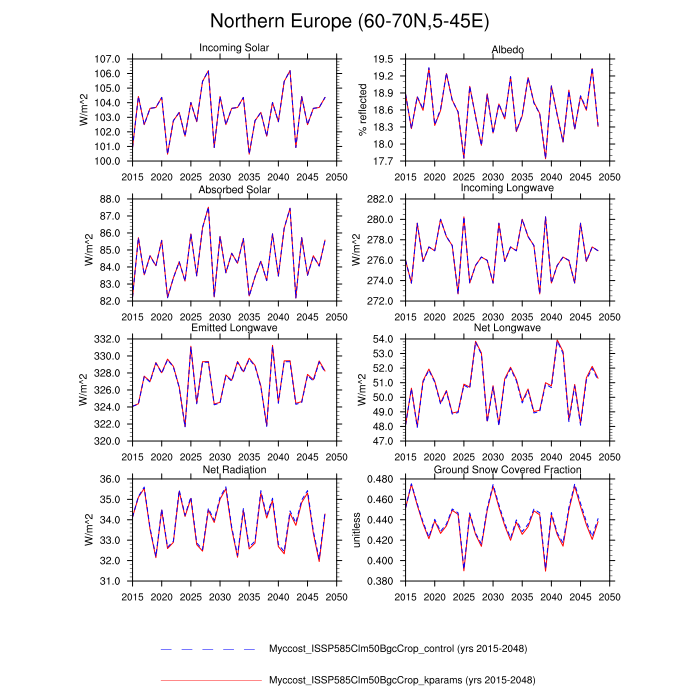 Northern Europe (60-70N,5-45E)
Incoming Solar
W/m^2
107.0
106.0
105.0
104.0
103.0
102.0
101.0
100.0
2015 2020 2025 2030 2035 2040 2045 2050
Albedo
% reflected
19.5
19.2
18.9
18.6
18.3
18.0
17.7
2015 2020 2025 2030 2035 2040 2045 2050
Absorbed Solar
W/m^2
88.0
87.0
86.0
85.0
84.0
83.0
82.0
2015 2020 2025 2030 2035 2040 2045 2050
Incoming Longwave
W/m^2
282.0
280.0
278.0
276.0
274.0
272.0
2015 2020 2025 2030 2035 2040 2045 2050
Emitted Longwave
W/m^2
332.0
330.0
328.0
326.0
324.0
322.0
320.0
2015 2020 2025 2030 2035 2040 2045 2050
Net Longwave
W/m^2
54.0
53.0
52.0
51.0
50.0
49.0
48.0
47.0
2015 2020 2025 2030 2035 2040 2045 2050
Net Radiation
W/m^2
36.0
35.0
34.0
33.0
32.0
31.0
2015 2020 2025 2030 2035 2040 2045 2050
Ground Snow Covered Fraction
unitless
0.480
0.460
0.440
0.420
0.400
0.380
2015 2020 2025 2030 2035 2040 2045 2050
Myccost_ISSP585Clm50BgcCrop_control (yrs 2015-2048)
Myccost_ISSP585Clm50BgcCrop_kparams (yrs 2015-2048)